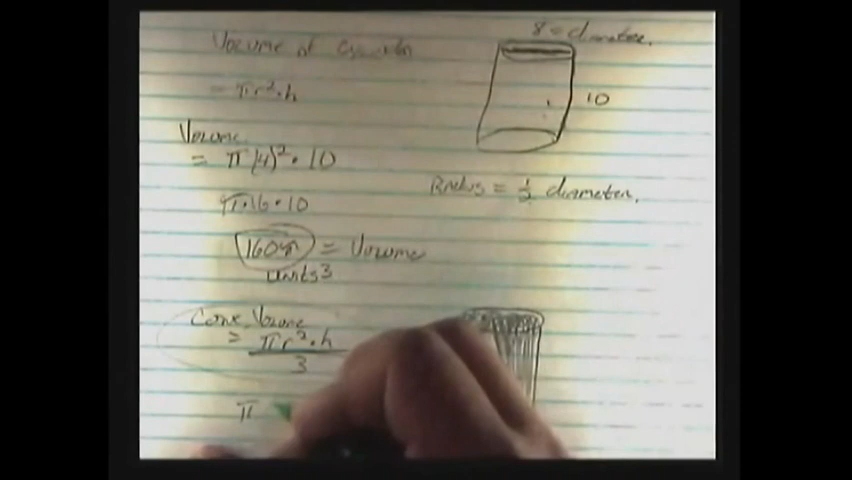 Volume of Cylinder
8 = diameter.
= πr²·h
10
Volume
= π(4)²·10
Radius = 1/2 diameter.
π·16·10
160π = Volume
units3
Cone Volume
= πr²·h
3
π